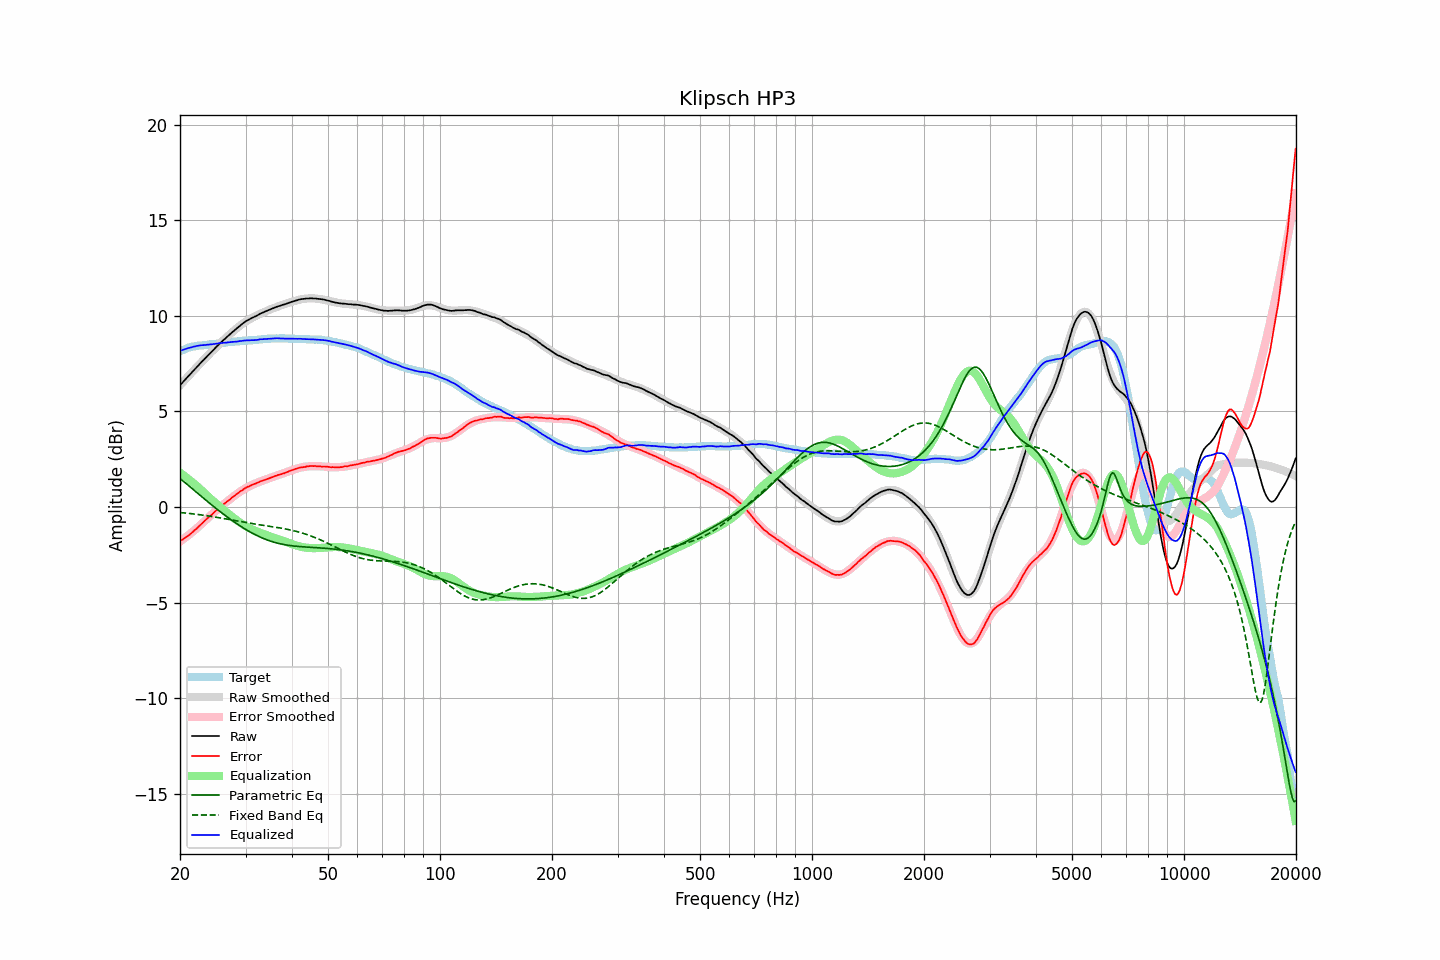 Klipsch HP3
Amplitude (dBr)
20
15
10
5
0
−5
−10
−15
Target
Raw Smoothed
Error Smoothed
Raw
Error
Equalization
Parametric Eq
Fixed Band Eq
Equalized
20 50 100 200 500 1000 2000 5000 10000 20000
Frequency (Hz)